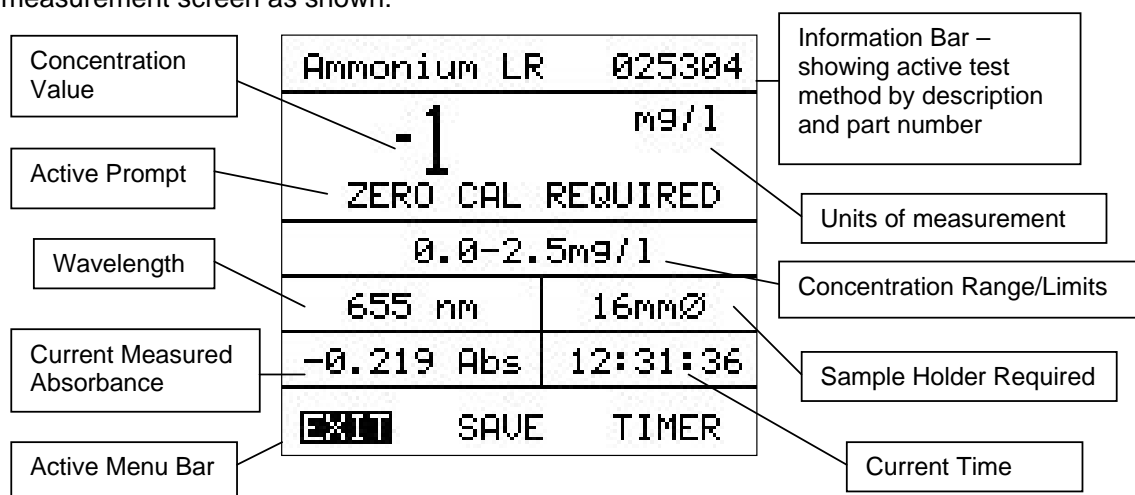 measurement screen as shown:
Concentration
Value
Active Prompt
Wavelength
Current Measured
Absorbance
Active Menu Bar
Ammonium LR 025304
-1 mg/l
ZERO CAL REQUIRED
0.0-2.5mg/l
655 nm 16mmØ
-0.219 Abs 12:31:36
EXIT SAVE TIMER
Information Bar –
showing active test
method by description
and part number
Units of measurement
Concentration Range/Limits
Sample Holder Required
Current Time